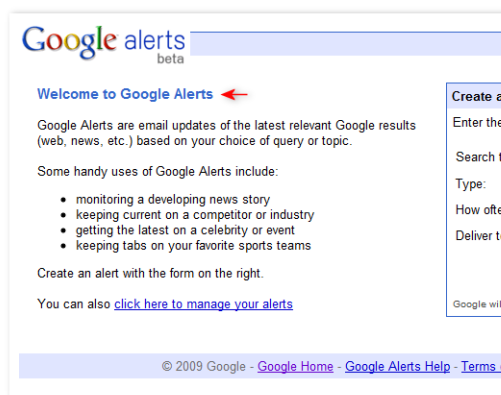 Google alerts
beta
Welcome to Google Alerts
Create a
Google Alerts are email updates of the latest relevant Google results
(web, news, etc.) based on your choice of query or topic.
Enter the
Some handy uses of Google Alerts include:
Search
Type:
monitoring a developing news story
keeping current on a competitor or industry
How ofte
getting the latest on a celebrity or event
Deliver t
keeping tabs on your favorite sports teams
Create an alert with the form on the right.
You can also click here to manage your alerts
Google wil
© 2009 Google - Google Home - Google Alerts Help - Terms